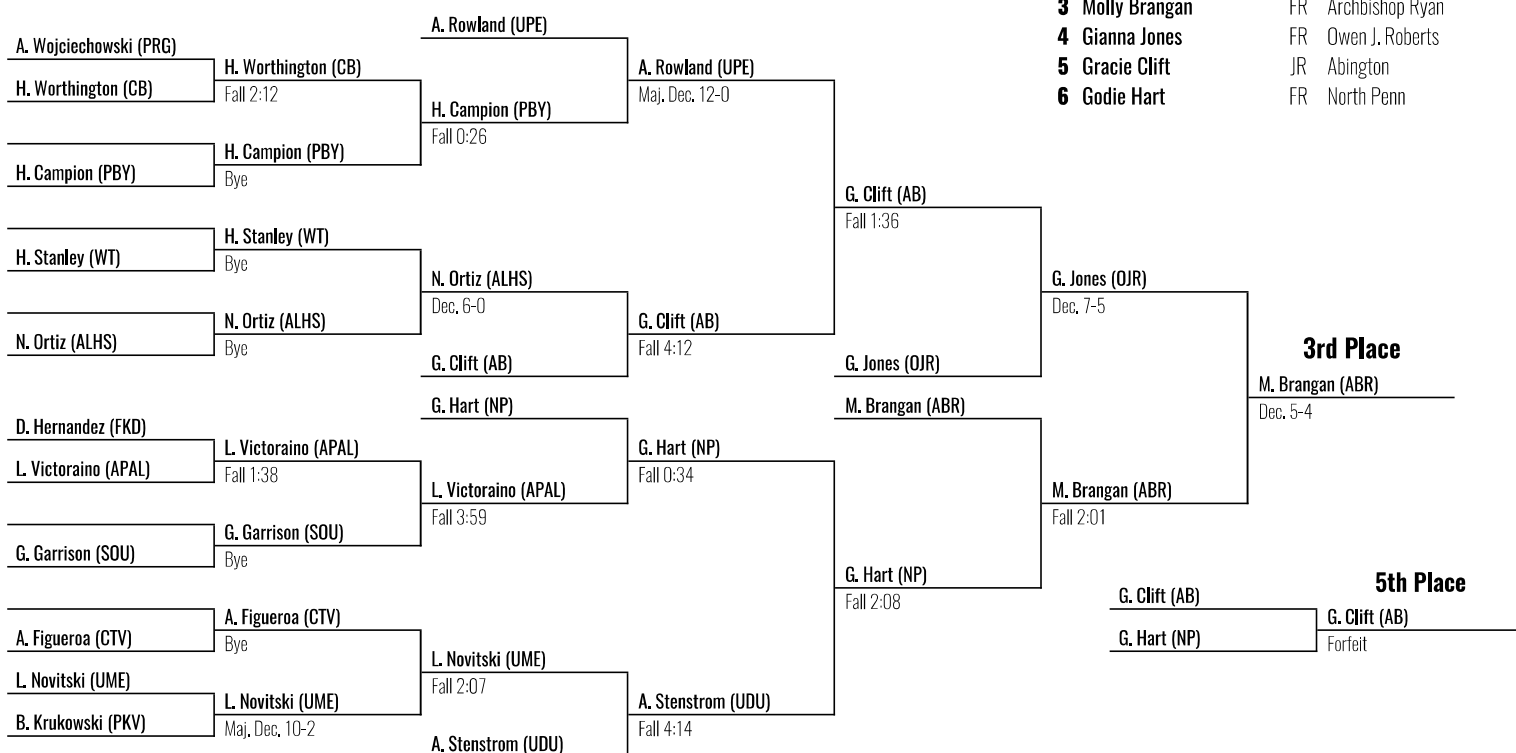 3 Molly Brangan FR Archbishop Ryan
4 Gianna Jones FR Owen J. Roberts
5 Gracie Clift JR Abington
6 Godie Hart FR North Penn
A. Wojciechowski (PRG)
H. Worthington (CB)
H. Campion (PBY)
H. Stanley (WT)
N. Ortiz (ALHS)
D. Hernandez (FKD)
L. Victoraino (APAL)
G. Garrison (SOU)
A. Figueroa (CTV)
L. Novitski (UME)
B. Krukowski (PKV)
H. Worthington (CB)
Fall 2:12
H. Campion (PBY)
Bye
H. Stanley (WT)
Bye
N. Ortiz (ALHS)
Bye
L. Victoraino (APAL)
Fall 1:38
G. Garrison (SOU)
Bye
A. Figueroa (CTV)
Bye
L. Novitski (UME)
Maj. Dec. 10-2
A. Rowland (UPE)
H. Campion (PBY)
Fall 0:26
N. Ortiz (ALHS)
Dec. 6-0
G. Clift (AB)
G. Hart (NP)
L. Victoraino (APAL)
Fall 3:59
L. Novitski (UME)
Fall 2:07
A. Stenstrom (UDU)
A. Rowland (UPE)
Maj. Dec. 12-0
G. Clift (AB)
Fall 4:12
G. Hart (NP)
Fall 0:34
A. Stenstrom (UDU)
Fall 4:14
G. Clift (AB)
Fall 1:36
G. Jones (OJR)
M. Brangan (ABR)
G. Hart (NP)
Fall 2:08
G. Jones (OJR)
Dec. 7-5
M. Brangan (ABR)
Fall 2:01
3rd Place
M. Brangan (ABR)
Dec. 5-4
5th Place
G. Clift (AB)
G. Hart (NP)
G. Clift (AB)
Forfeit